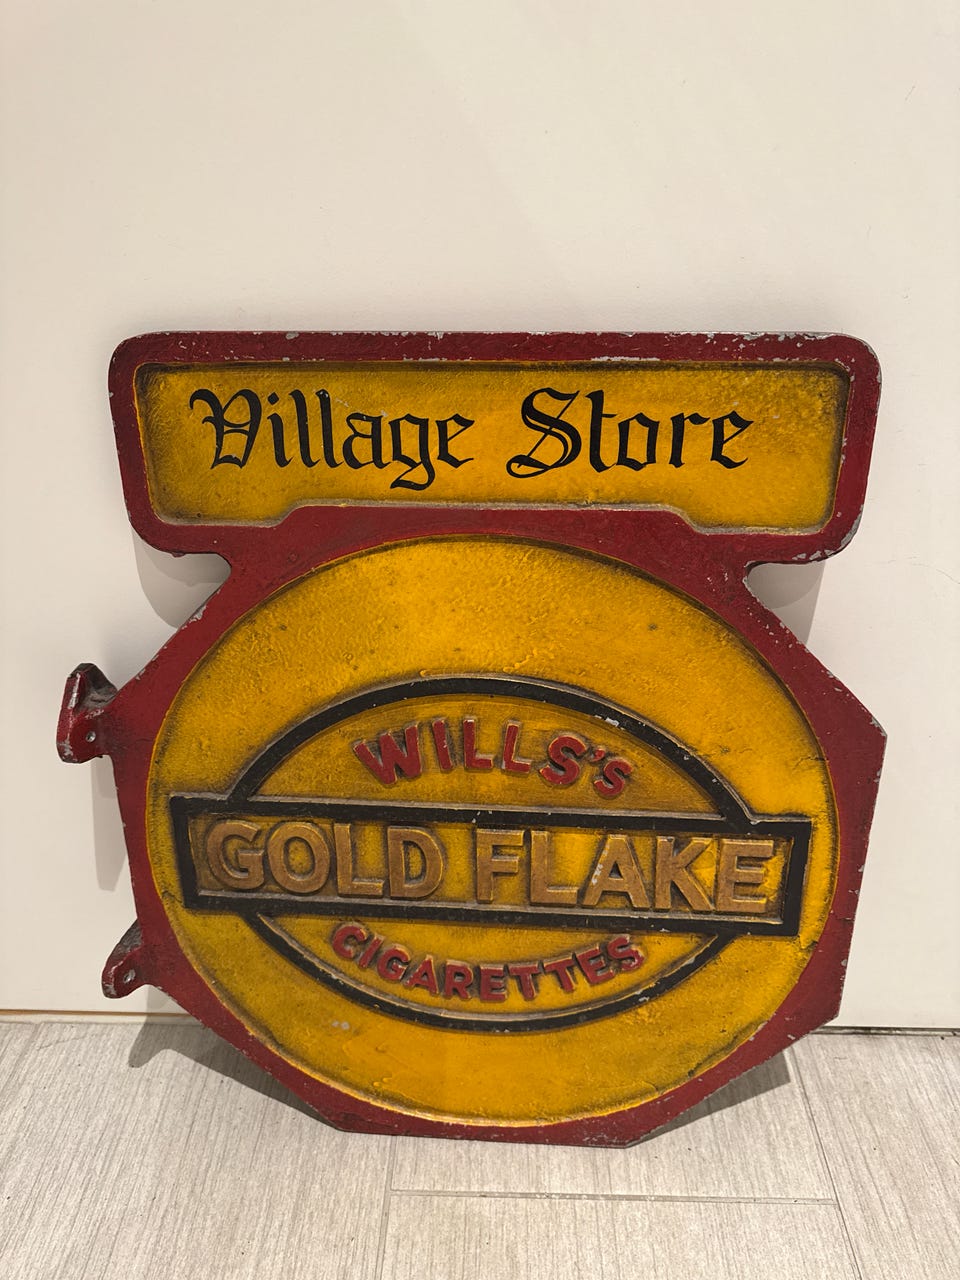 Village Store
WILLS's
GOLD FLAKE
CIGARETTES